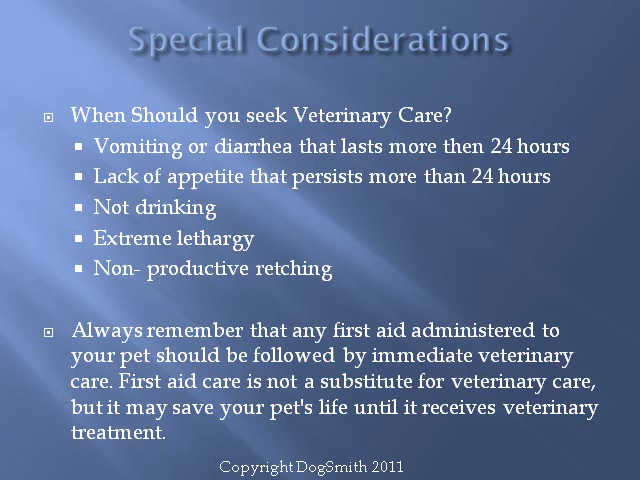 Special Considerations
When Should you seek Veterinary Care?
Vomiting or diarrhea that lasts more then 24 hours
Lack of appetite that persists more than 24 hours
Not drinking
Extreme lethargy
Non- productive retching
Always remember that any first aid administered to
your pet should be followed by immediate veterinary
care. First aid care is not a substitute for veterinary care,
but it may save your pet's life until it receives veterinary
treatment.
Copyright DogSmith 2011